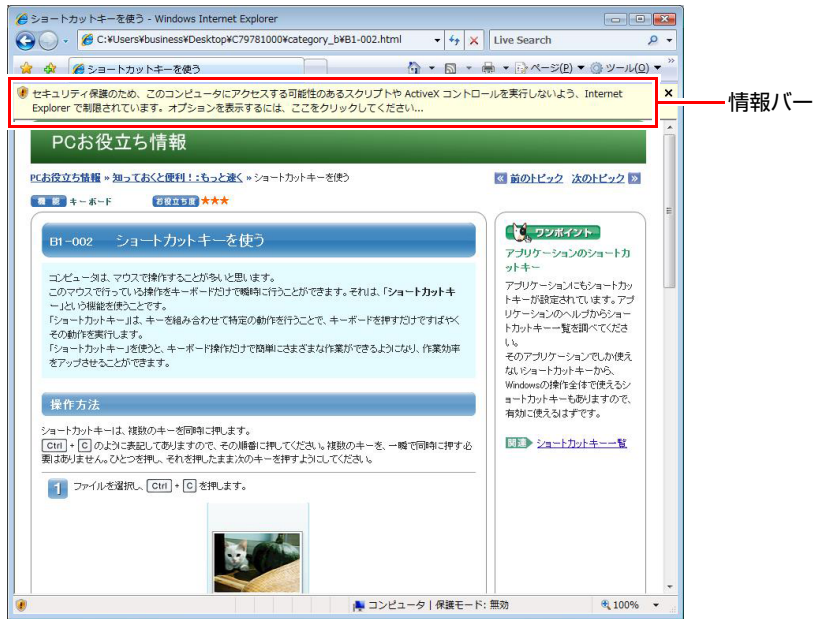 ショートカットキーを使う - Windows Internet Explorer
C:¥Users¥business¥Desktop¥C79781000¥category_b¥B1-002.html
Live Search
ショートカットキーを使う
ページ(P)
ツール(O)
セキュリティ保護のため、このコンピュータにアクセスする可能性のあるスクリプトや ActiveX コントロールを実行しないよう、Internet
Explorer で制限されています。オプションを表示するには、ここをクリックしてください...
情報バー
PCお役立ち情報
PCお役立ち情報 » 知っておくと便利！：もっと速く » ショートカットキーを使う
前のトピック 次のトピック
機 能 キーボード お役立ち度 ★★★
B1-002 ショートカットキーを使う
コンピュータは、マウスで操作することが多いと思います。
このマウスで行っている操作をキーボードだけで瞬時に行うことができます。それは、「ショートカットキ
ー」という機能を使うことです。
「ショートカットキー」は、キーを組み合わせて特定の動作を行うことで、キーボードを押すだけですばやく
その動作を実行します。
「ショートカットキー」を使うと、キーボード操作だけで簡単にさまざまな作業ができるようになり、作業効率
をアップさせることができます。
操作方法
ショートカットキーは、複数のキーを同時に押します。
Ctrl + C のように表記してありますので、その順番に押してください。複数のキーを、一瞬で同時に押す必
要はありません。ひとつを押し、それを押したまま次のキーを押すようにしてください。
1 ファイルを選択し、Ctrl + C を押します。
ワンポイント
アプリケーションのショートカ
ットキー
アプリケーションにもショートカッ
トキーが設定されています。アプ
リケーションのヘルプからショー
トカットキー一覧を調べてくださ
い。
そのアプリケーションでしか使え
ないショートカットキーから、
Windowsの操作全体で使えるシ
ョートカットキーもありますので、
有効に使えるはずです。
関連 ショートカットキー一覧
コンピュータ | 保護モード: 無効
100%